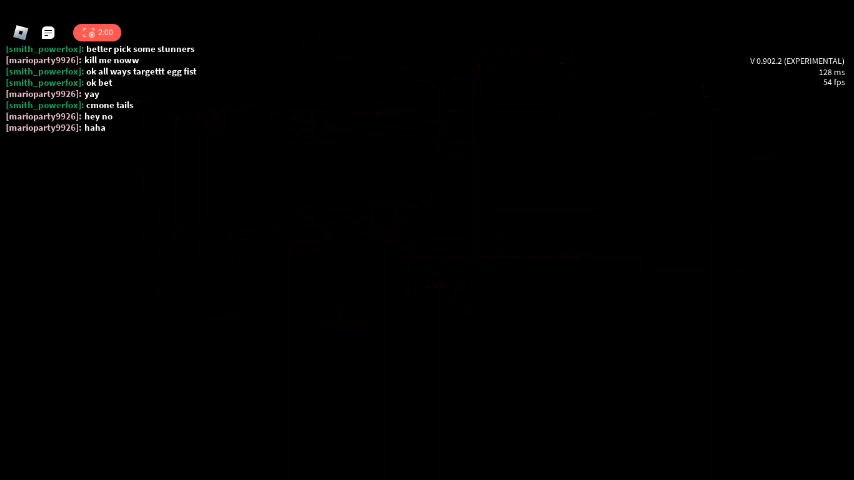 2:00
[smith_powerfox]: better pick some stunners
[marioparty9926]: kill me noww
[smith_powerfox]: ok all ways targettt egg fist
[smith_powerfox]: ok bet
[marioparty9926]: yay
[smith_powerfox]: cmone tails
[marioparty9926]: hey no
[marioparty9926]: haha
V 0.902.2 (EXPERIMENTAL)
128 ms
54 fps